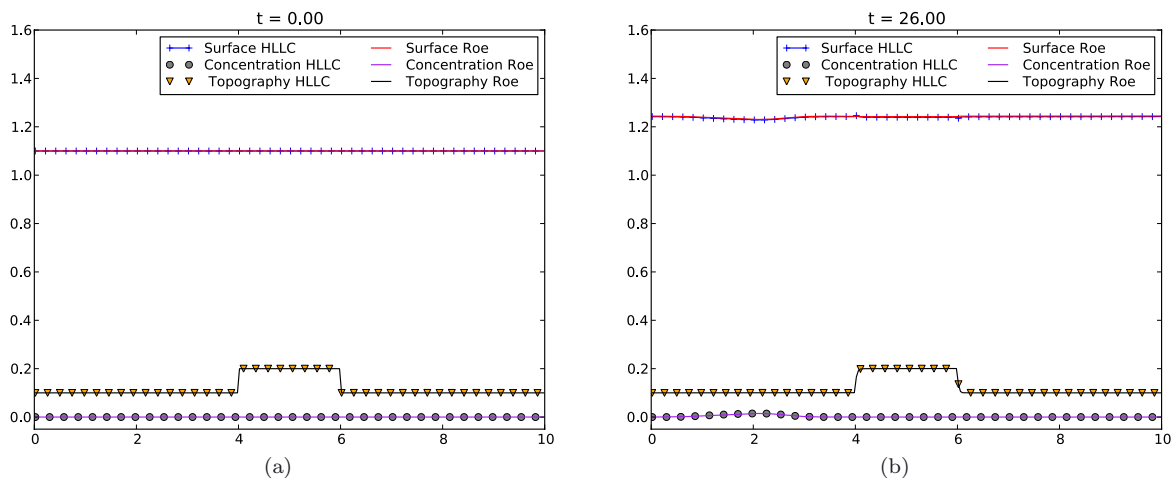 t = 0.00
1.6
1.4
1.2
1.0
0.8
0.6
0.4
0.2
0.0
0 2 4 6 8 10
Surface HLLC Surface Roe
Concentration HLLC Concentration Roe
Topography HLLC Topography Roe
(a)
t = 26.00
1.6
1.4
1.2
1.0
0.8
0.6
0.4
0.2
0.0
0 2 4 6 8 10
Surface HLLC Surface Roe
Concentration HLLC Concentration Roe
Topography HLLC Topography Roe
(b)